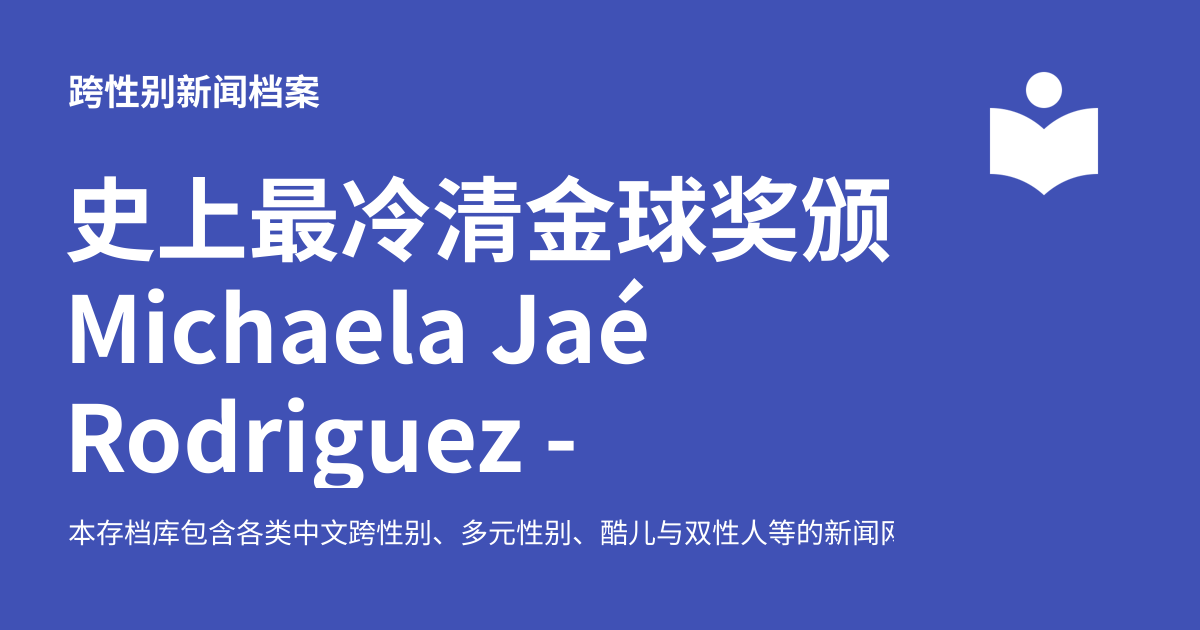 跨性别新闻档案
史上最冷清金球奖颁
Michaela Jaé
Rodriguez -
本存档库包含各类中文跨性别、多元性别、酷儿与双性人等的新闻网